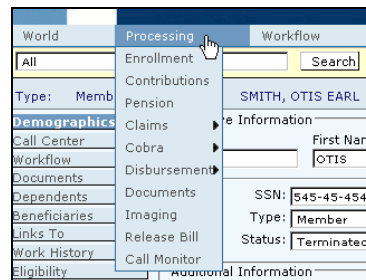 World Processing Workflow
All Search
Enrollment
Contributions
Pension
Claims
Cobra
Disbursement
Documents
Imaging
Release Bill
Call Monitor
Type: Memb SMITH, OTIS EARL
Demographics
Call Center
Workflow
Documents
Dependents
Beneficiaries
Links To
Work History
Eligibility
e Information
First Nar
OTIS
SSN: 545-45-454
Type: Member
Status: Terminated
Additional Information